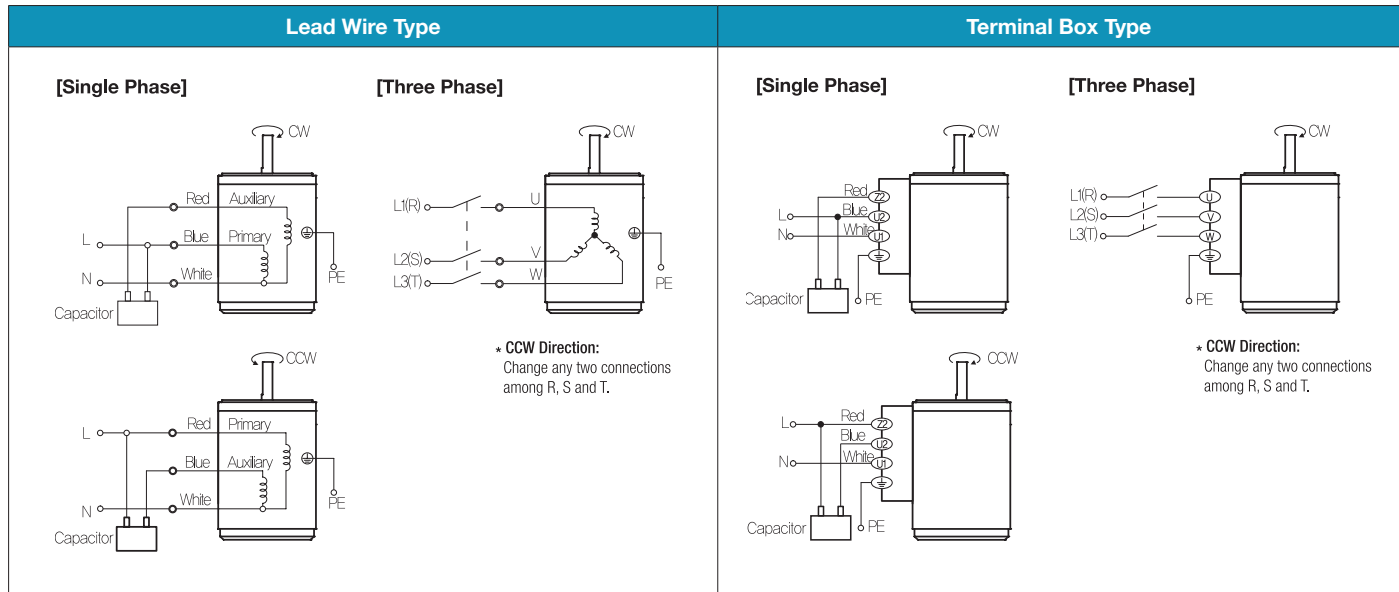 Lead Wire Type
Terminal Box Type
[Single Phase]
[Three Phase]
CW
Red Auxiliary
L
Blue Primary
N
White
PE
Capacitor
CW
L1(R)
U
L2(S)
V
L3(T)
W
PE
* CCW Direction:
Change any two connections
among R, S and T.
CCW
L
Red Primary
Blue Auxiliary
N
White
PE
Capacitor
[Single Phase]
[Three Phase]
CW
Red Z2
L Blue U2
N White U1
Capacitor
PE
CW
L1(R) U
L2(S) V
L3(T) W
PE
* CCW Direction:
Change any two connections
among R, S and T.
CCW
L Red Z2
Blue U2
N White U1
Capacitor
PE